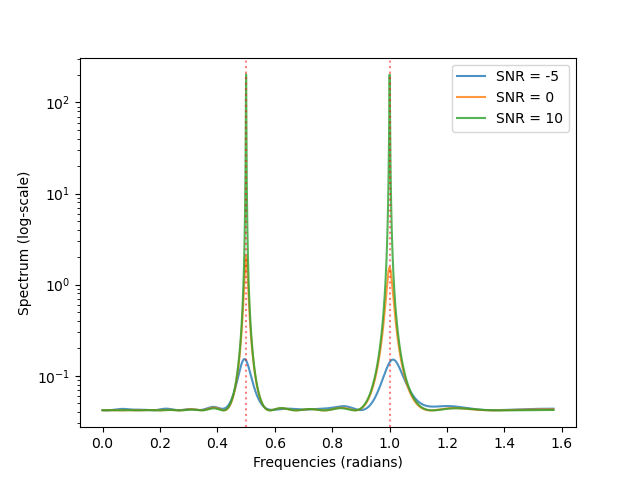 SNR = -5
SNR = 0
SNR = 10
10²
10¹
10⁰
10⁻¹
Spectrum (log-scale)
0.0 0.2 0.4 0.6 0.8 1.0 1.2 1.4 1.6
Frequencies (radians)